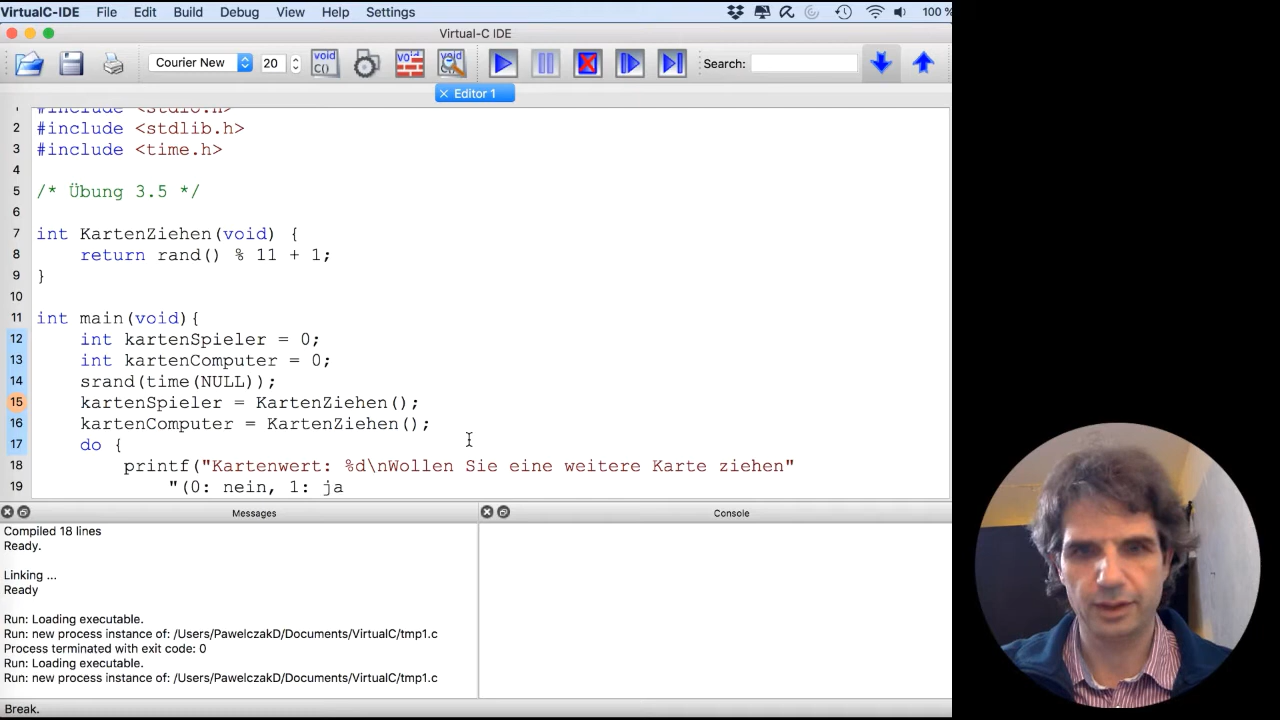 VirtualC-IDE File Edit Build Debug View Help Settings 100 %
Virtual-C IDE
Courier New 20 void C() void void Search:
Editor 1
1 #include <stdio.h>
2 #include <stdlib.h>
3 #include <time.h>
4
5 /* Übung 3.5 */
6
7 int KartenZiehen(void) {
8 return rand() % 11 + 1;
9 }
10
11 int main(void){
12 int kartenSpieler = 0;
13 int kartenComputer = 0;
14 srand(time(NULL));
15 kartenSpieler = KartenZiehen();
16 kartenComputer = KartenZiehen();
17 do {
18 printf("Kartenwert: %d\nWollen Sie eine weitere Karte ziehen"
19 "(0: nein, 1: ja
Messages Console
Compiled 18 lines
Ready.
Linking ...
Ready
Run: Loading executable.
Run: new process instance of: /Users/PawelczakD/Documents/VirtualC/tmp1.c
Process terminated with exit code: 0
Run: Loading executable.
Run: new process instance of: /Users/PawelczakD/Documents/VirtualC/tmp1.c
Break.